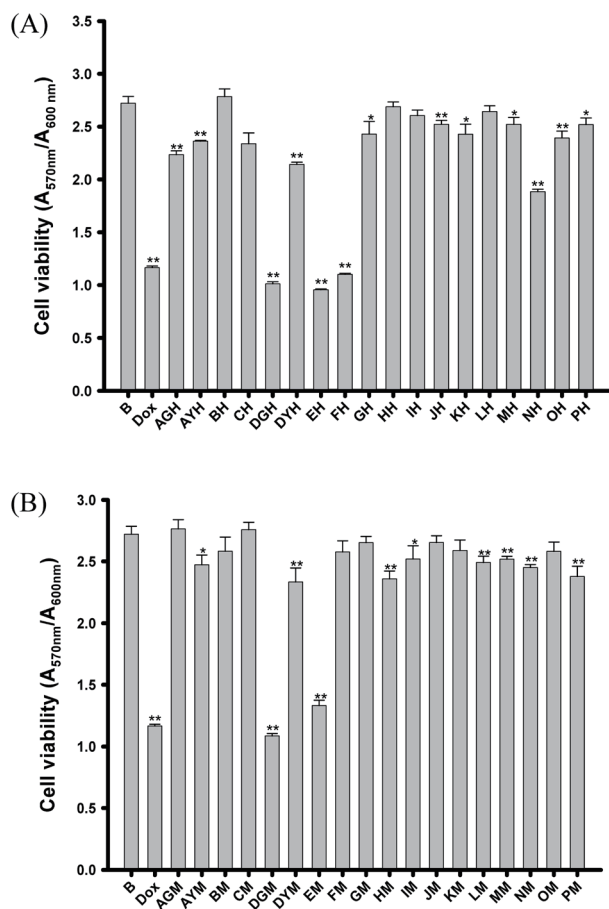 (A)
Cell viability (A570nm/A600 nm)
3.5
3.0
2.5
2.0
1.5
1.0
0.5
0.0
** ** ** ** ** ** ** * ** * * ** ** *
B Dox AGH AYH BH CH DGH DYH EH FH GH HH IH JH KH LH MH NH OH PH
(B)
Cell viability (A570nm/A600nm)
3.0
2.5
2.0
1.5
1.0
0.5
0.0
** * ** ** ** ** * ** ** ** **
B Dox AGM AYM BM CM DGM DYM EM FM GM HM IM JM KM LM MM NM OM PM